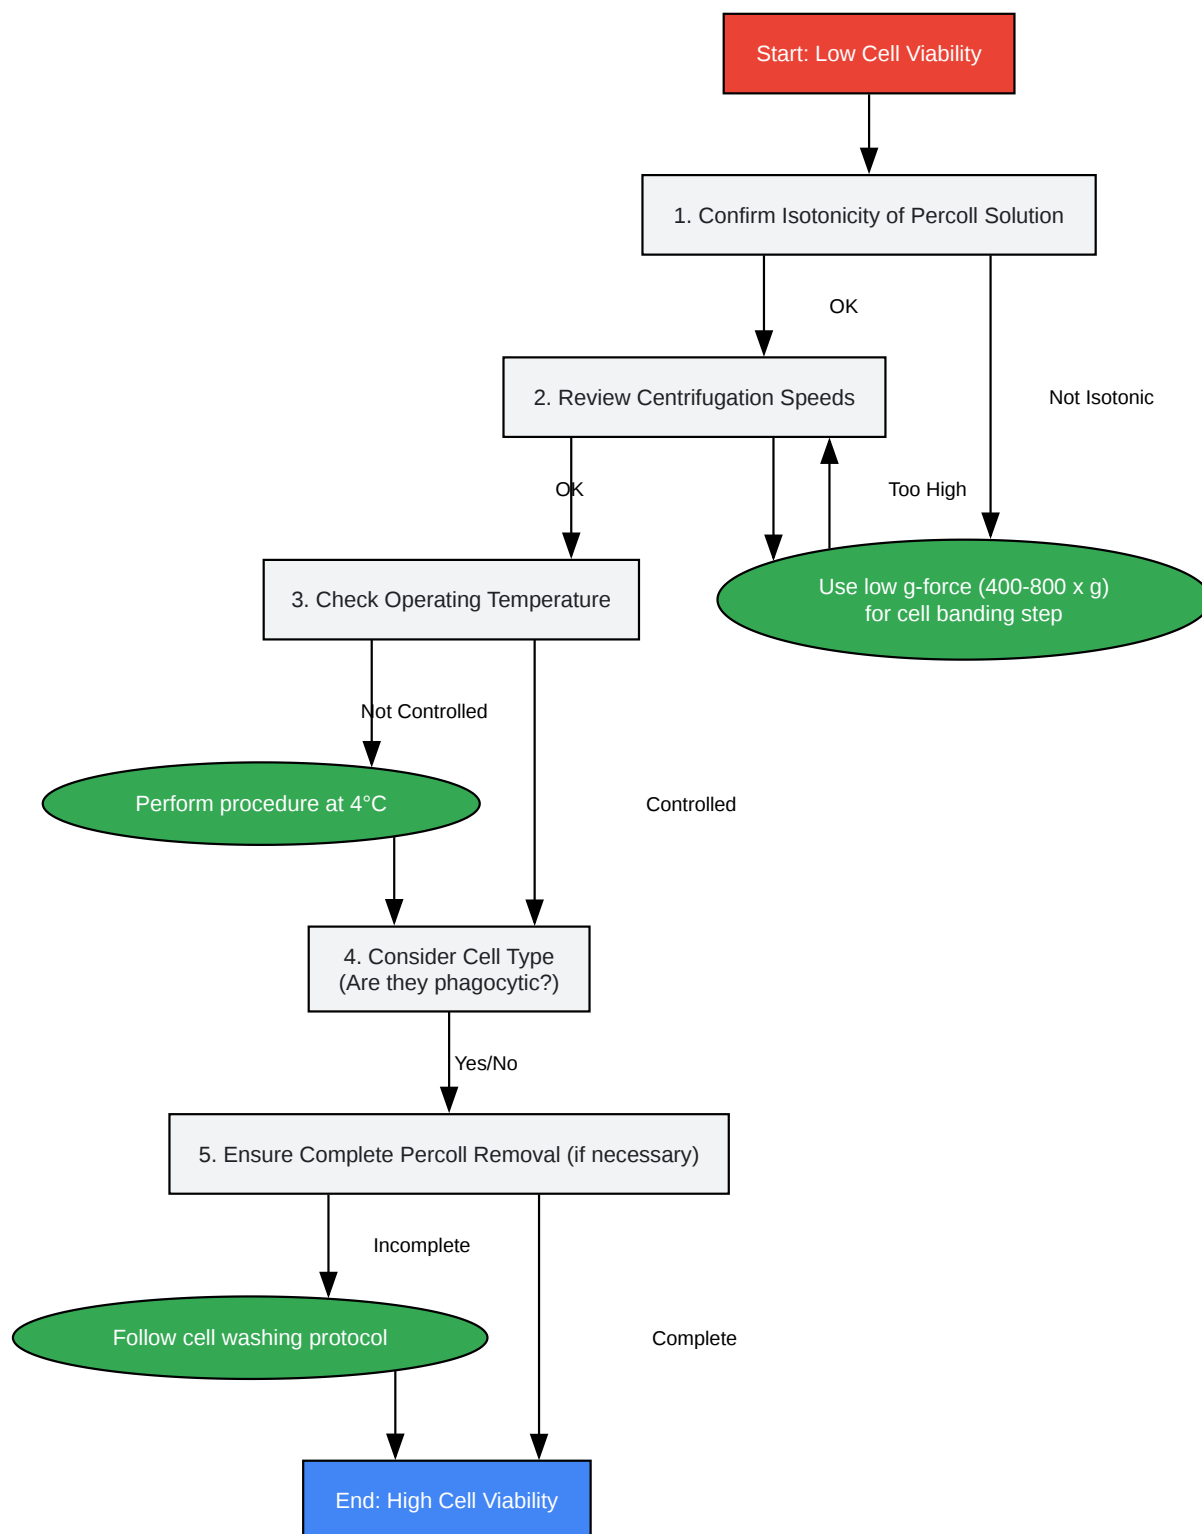 Start: Low Cell Viability
1. Confirm Isotonicity of Percoll Solution
OK
2. Review Centrifugation Speeds
Not Isotonic
OK
Too High
Use low g-force (400-800 x g)
for cell banding step
3. Check Operating Temperature
Not Controlled
Perform procedure at 4°C
Controlled
4. Consider Cell Type
(Are they phagocytic?)
Yes/No
5. Ensure Complete Percoll Removal (if necessary)
Incomplete
Follow cell washing protocol
Complete
End: High Cell Viability